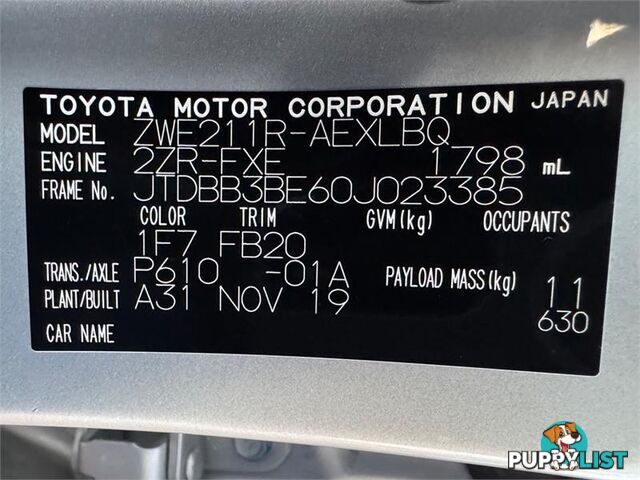 TOYOTA MOTOR CORPORATION JAPAN
MODEL ZWE211R-AEXLBQ
ENGINE 2ZR-FXE 1798 mL
FRAME No. JTDBB3BE60J023385
COLOR TRIM GVM(kg) OCCUPANTS
1F7 FB20
TRANS./AXLE P610 -01A PAYLOAD MASS(kg) 11
PLANT/BUILT A31 NOV 19 630
CAR NAME
PUPPYLIST
.COM.AU